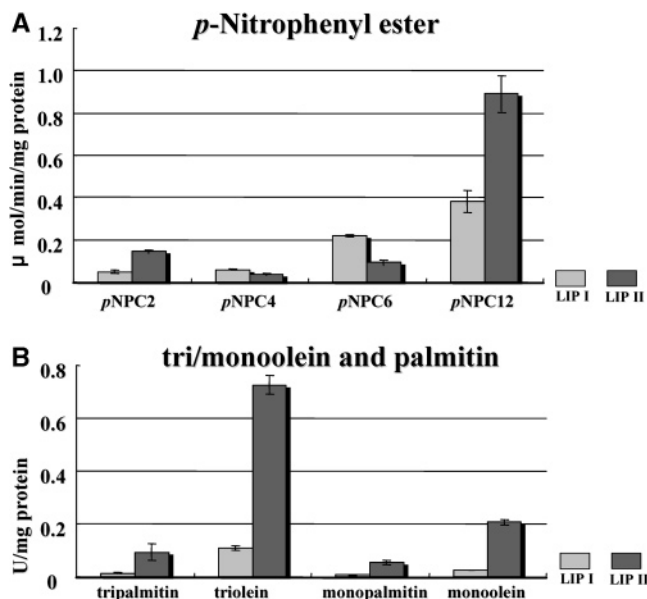 A
p-Nitrophenyl ester
μ mol/min/mg protein
1.2
1.0
0.8
0.6
0.4
0.2
0
pNPC2 pNPC4 pNPC6 pNPC12
LIP I LIP II
B
tri/monoolein and palmitin
U/mg protein
0.8
0.6
0.4
0.2
0
tripalmitin triolein monopalmitin monoolein
LIP I LIP II